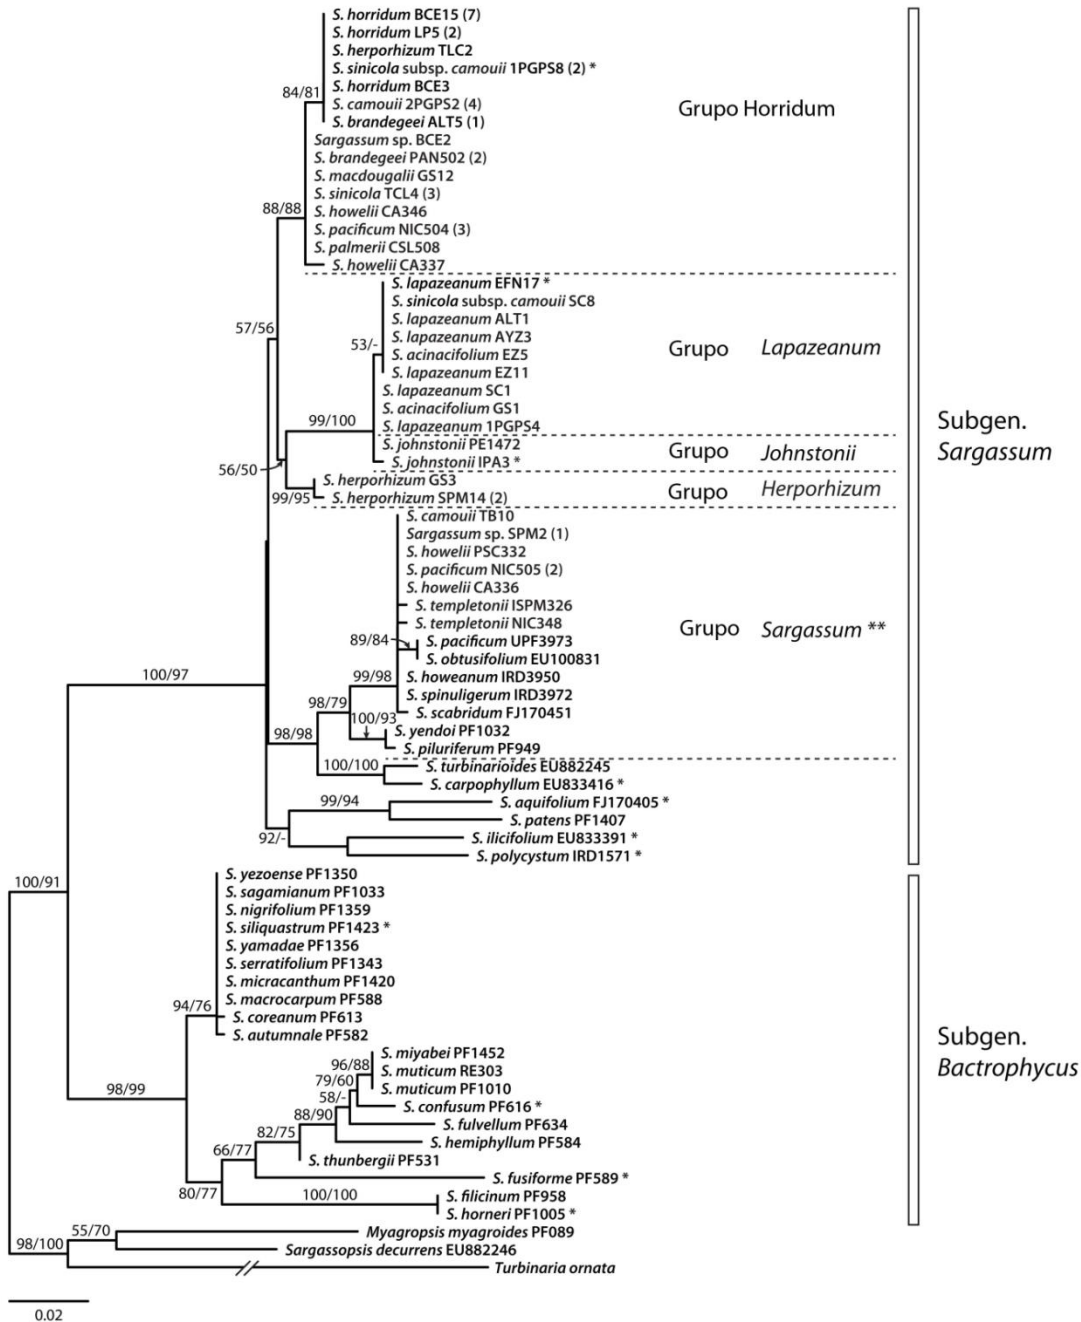 S. horridum BCE15 (7)
S. horridum LP5 (2)
S. herporhizum TLC2
S. sinicola subsp. camouii 1PGPS8 (2) *
S. horridum BCE3
84/81
S. camouii 2PGPS2 (4)
Grupo Horridum
S. brandegeei ALT5 (1)
Sargassum sp. BCE2
S. brandegeei PAN502 (2)
S. macdougalii GS12
S. sinicola TCL4 (3)
88/88
S. howelii CA346
S. pacificum NIC504 (3)
S. palmerii CSL508
S. howelii CA337
S. lapazeanum EFN17 *
S. sinicola subsp. camouii SC8
S. lapazeanum ALT1
57/56
S. lapazeanum AYZ3
53/-
Grupo Lapazeanum
S. acinacifolium EZ5
S. lapazeanum EZ11
S. lapazeanum SC1
S. acinacifolium GS1
99/100
S. lapazeanum 1PGPS4
S. johnstonii PE1472
Grupo Johnstonii
S. johnstonii IPA3 *
56/50
S. herporhizum GS3
Grupo Herporhizum
99/95
S. herporhizum SPM14 (2)
Subgen.
Sargassum
S. camouii TB10
Sargassum sp. SPM2 (1)
S. howelii PSC332
S. pacificum NIC505 (2)
S. howelii CA336
S. templetonii ISPM326
S. templetonii NIC348
Grupo Sargassum **
89/84
S. pacificum UPF3973
S. obtusifolium EU100831
100/97
99/98
S. howeanum IRD3950
S. spinuligerum IRD3972
98/79
S. scabridum FJ170451
100/93
S. yendoi PF1032
98/98
S. piluriferum PF949
100/100
S. turbinarioides EU882245
S. carpophyllum EU833416 *
99/94
S. aquifolium FJ170405 *
S. patens PF1407
92/-
S. ilicifolium EU833391 *
S. polycystum IRD1571 *
100/91
S. yezoense PF1350
S. sagamianum PF1033
S. nigrifolium PF1359
S. siliquastrum PF1423 *
S. yamadae PF1356
S. serratifolium PF1343
S. micracanthum PF1420
S. macrocarpum PF588
94/76
S. coreanum PF613
S. autumnale PF582
Subgen.
Bactrophycus
S. miyabei PF1452
96/88
S. muticum RE303
79/60
S. muticum PF1010
98/99
58/-
S. confusum PF616 *
88/90
S. fulvellum PF634
82/75
S. hemiphyllum PF584
66/77
S. thunbergii PF531
S. fusiforme PF589 *
80/77
100/100
S. filicinum PF958
S. horneri PF1005 *
55/70
Myagropsis myagroides PF089
98/100
Sargassopsis decurrens EU882246
Turbinaria ornata
0.02